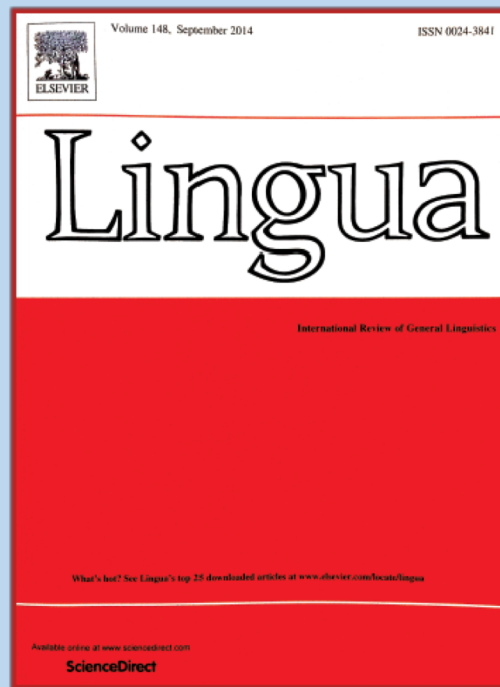 Volume 148, September 2014
ISSN 0024-3841
ELSEVIER
Lingua
International Review of General Linguistics
What's hot? See Lingua's top 25 downloaded articles at www.elsevier.com/locate/lingua
Available online at www.sciencedirect.com
ScienceDirect